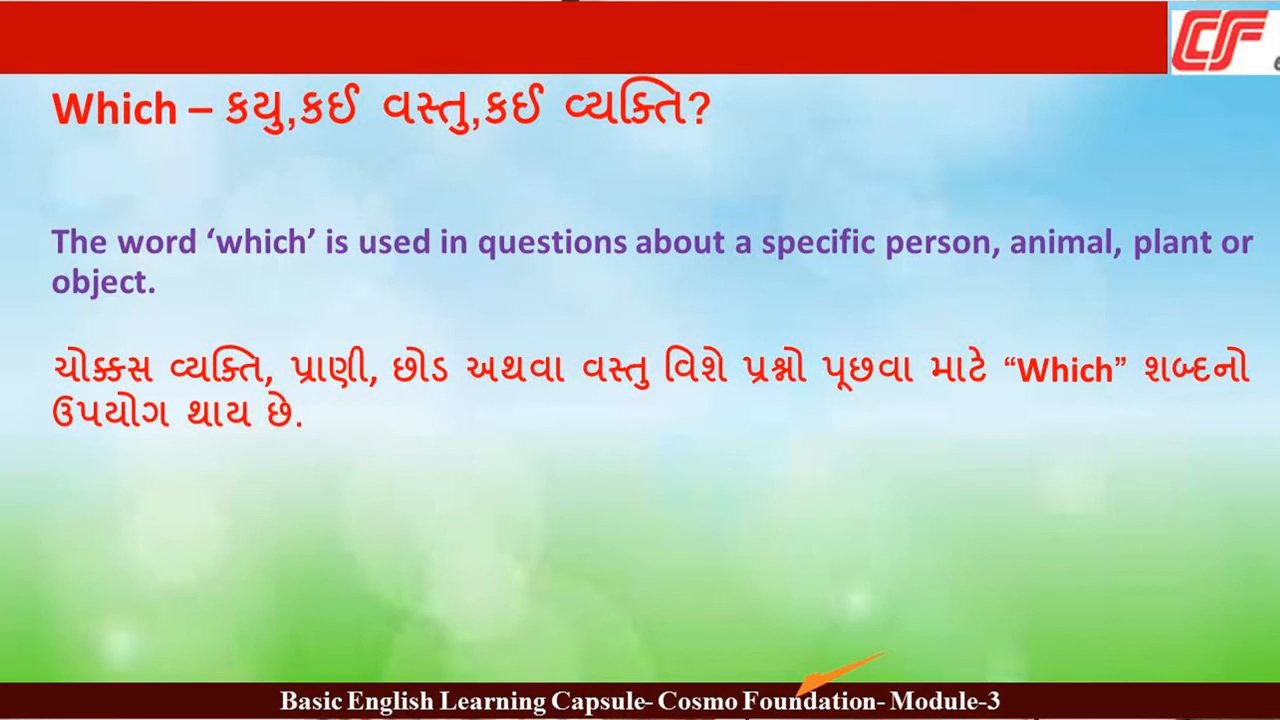 CF
Which – કયુ,કઈ વસ્તુ,કઈ વ્યક્તિ?
The word ‘which’ is used in questions about a specific person, animal, plant or
object.
ચોક્કસ વ્યક્તિ, પ્રાણી, છોડ અથવા વસ્તુ વિશે પ્રશ્નો પૂછવા માટે “Which” શબ્દનો
ઉપયોગ થાય છે.
Basic English Learning Capsule- Cosmo Foundation- Module-3